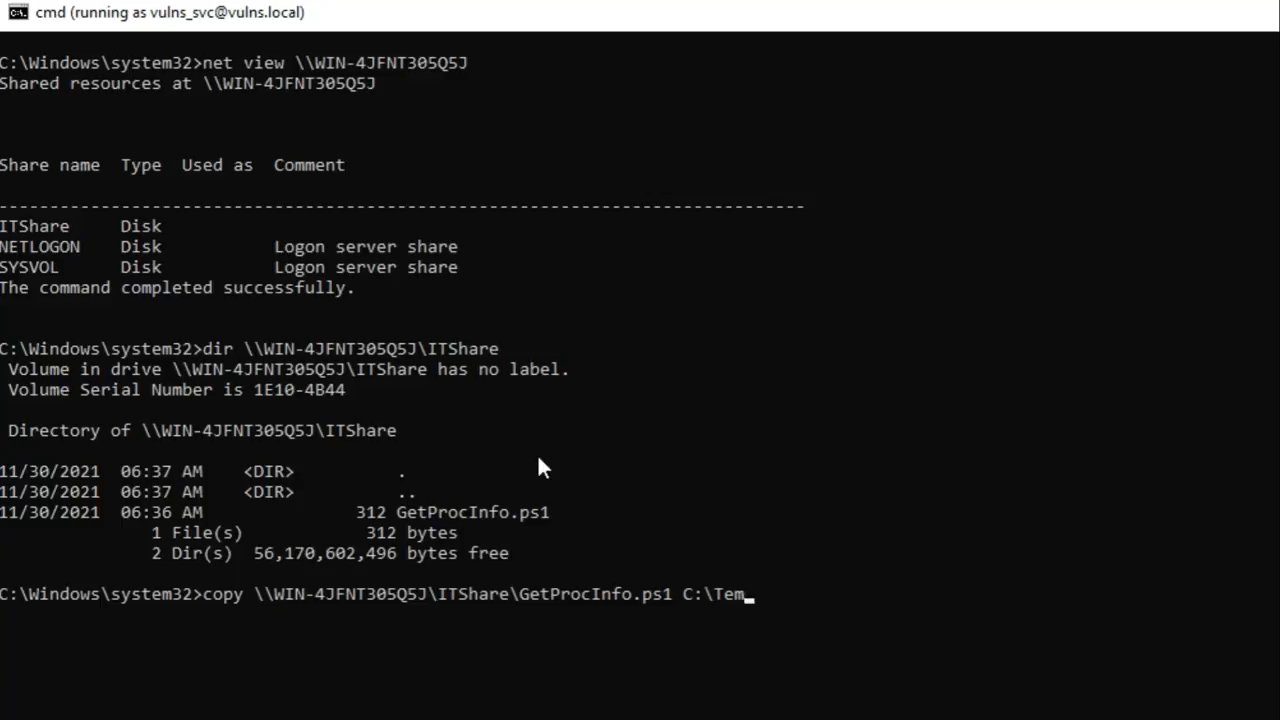 cmd (running as vulns_svc@vulns.local)
C:\Windows\system32>net view \\WIN-4JFNT305Q5J
Shared resources at \\WIN-4JFNT305Q5J
Share name  Type  Used as  Comment
-------------------------------------------------------------------------------
ITShare     Disk
NETLOGON    Disk           Logon server share
SYSVOL      Disk           Logon server share
The command completed successfully.
C:\Windows\system32>dir \\WIN-4JFNT305Q5J\ITShare
 Volume in drive \\WIN-4JFNT305Q5J\ITShare has no label.
 Volume Serial Number is 1E10-4B44
 Directory of \\WIN-4JFNT305Q5J\ITShare
11/30/2021  06:37 AM    <DIR>          .
11/30/2021  06:37 AM    <DIR>          ..
11/30/2021  06:36 AM               312 GetProcInfo.ps1
               1 File(s)            312 bytes
               2 Dir(s)  56,170,602,496 bytes free
C:\Windows\system32>copy \\WIN-4JFNT305Q5J\ITShare\GetProcInfo.ps1 C:\Tem_